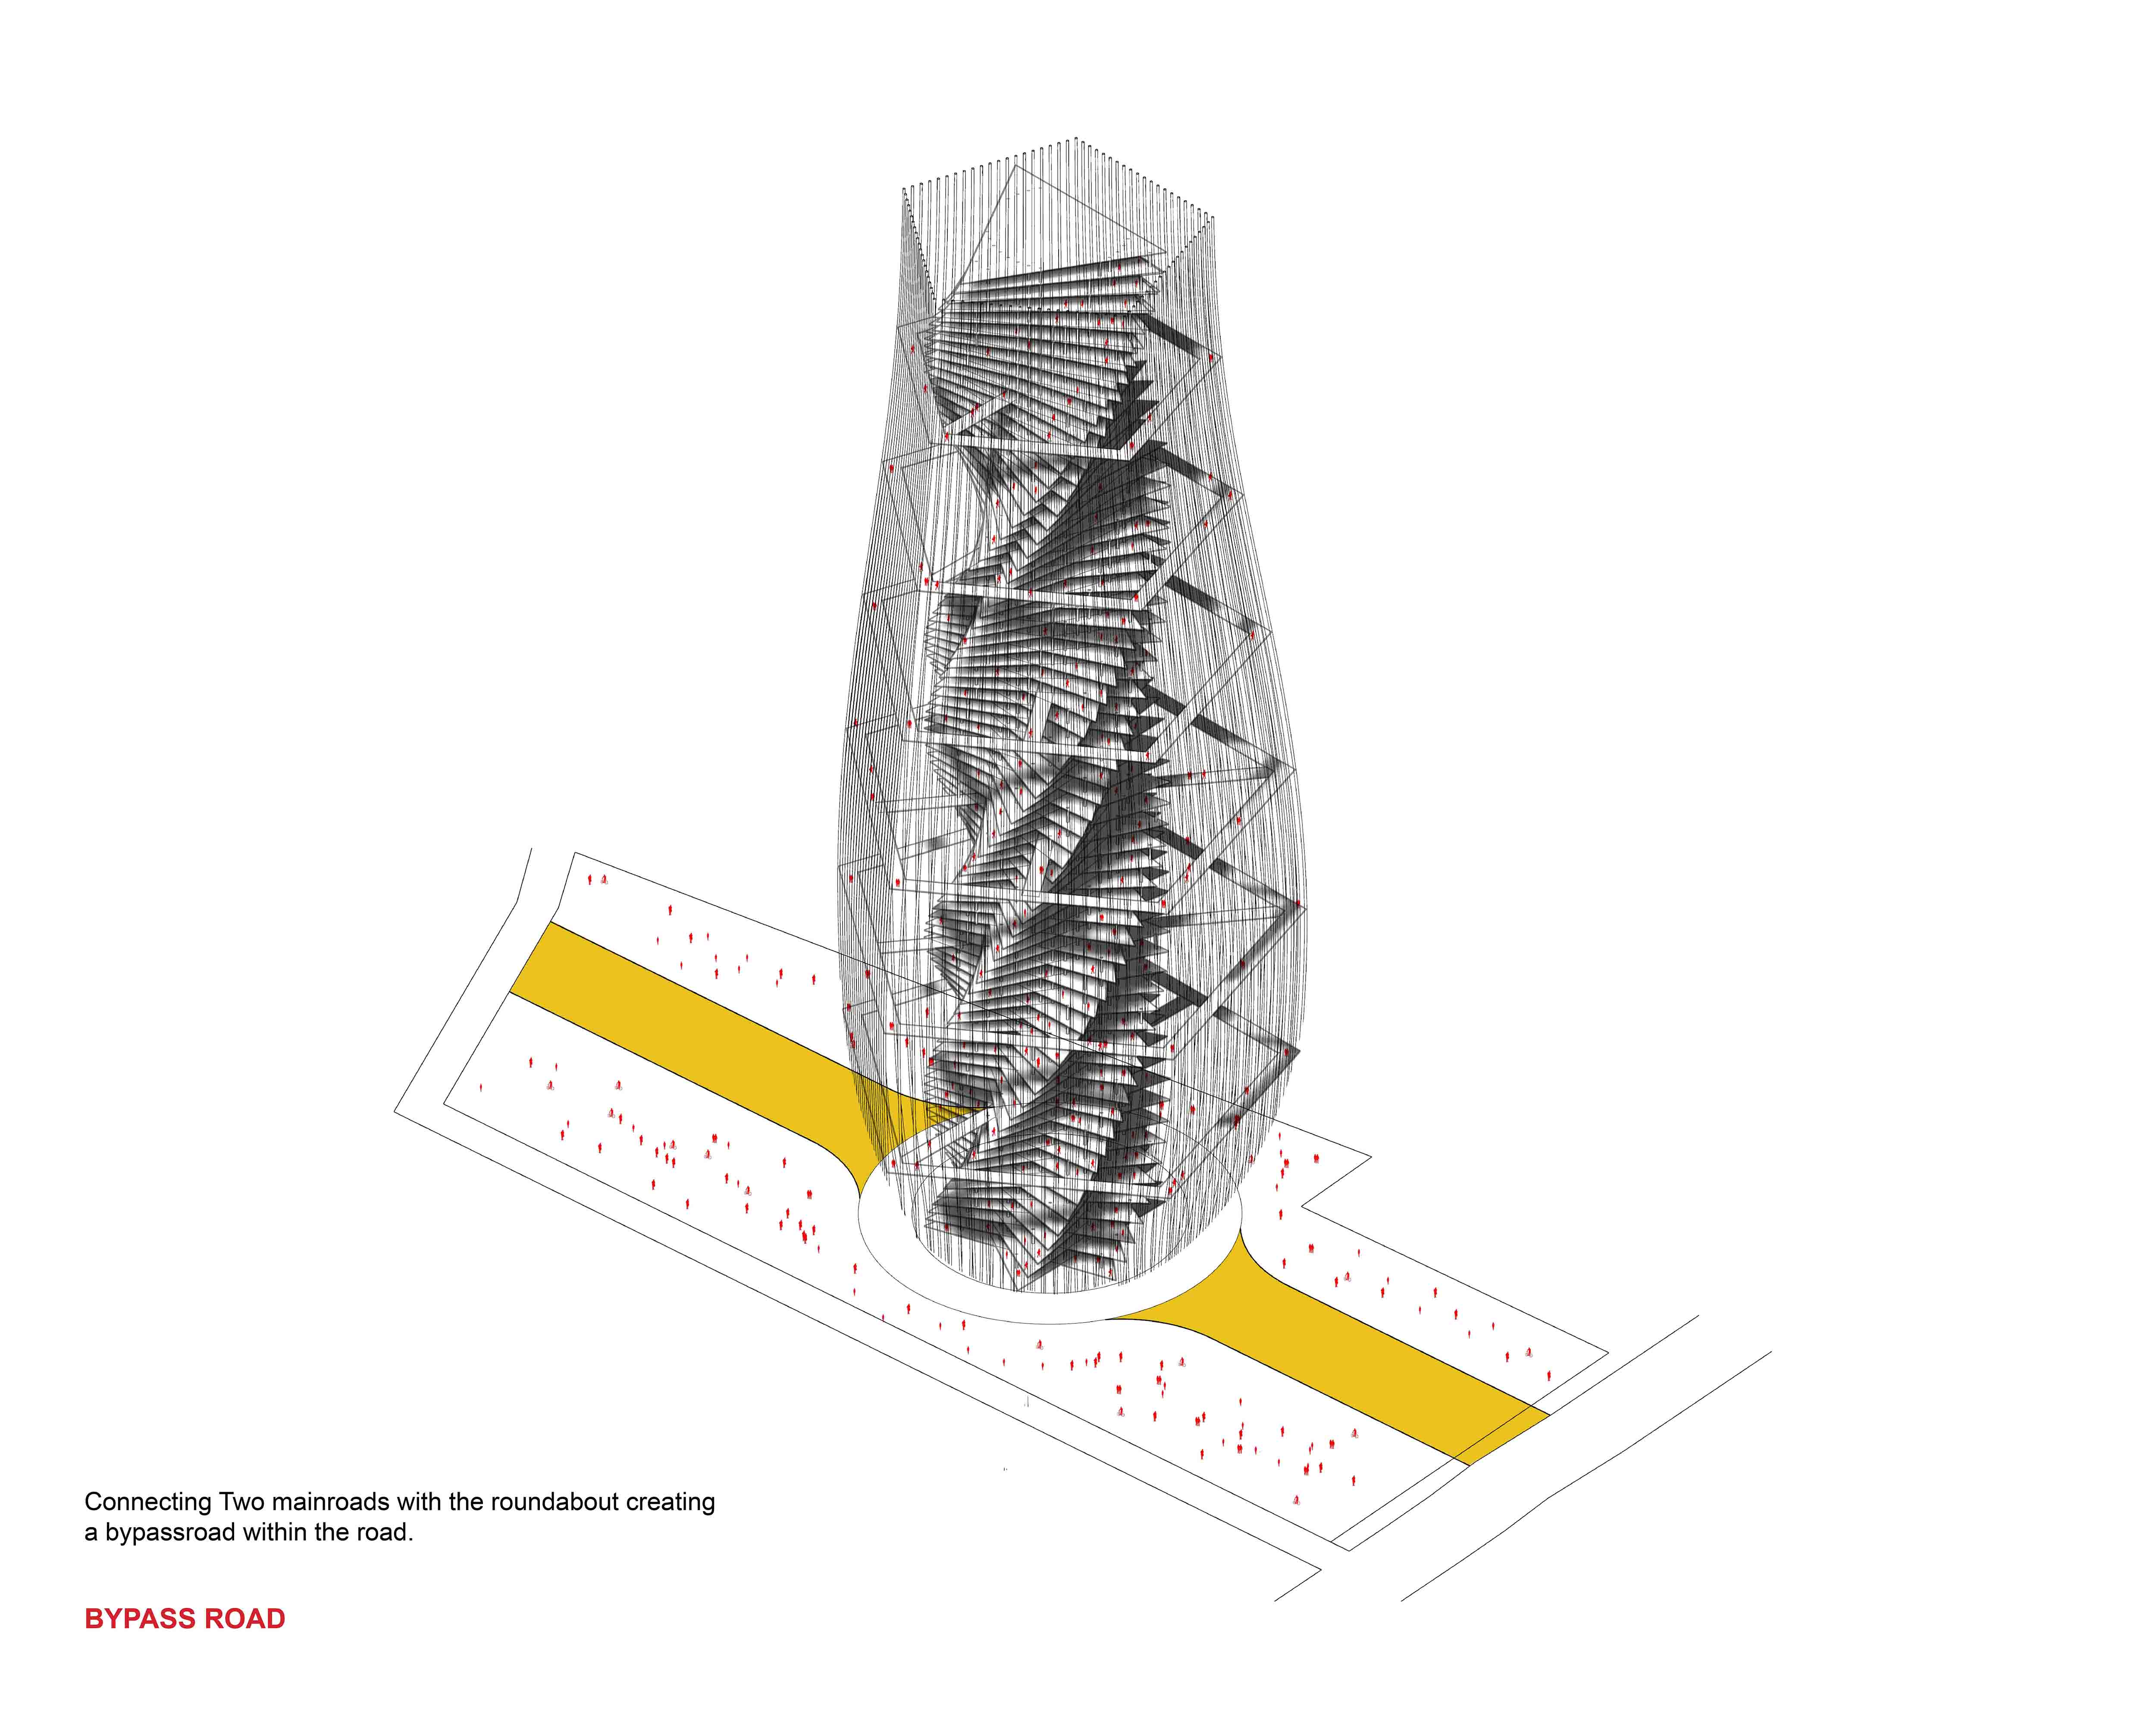 Connecting Two mainroads with the roundabout creating
a bypassroad within the road.
BYPASS ROAD